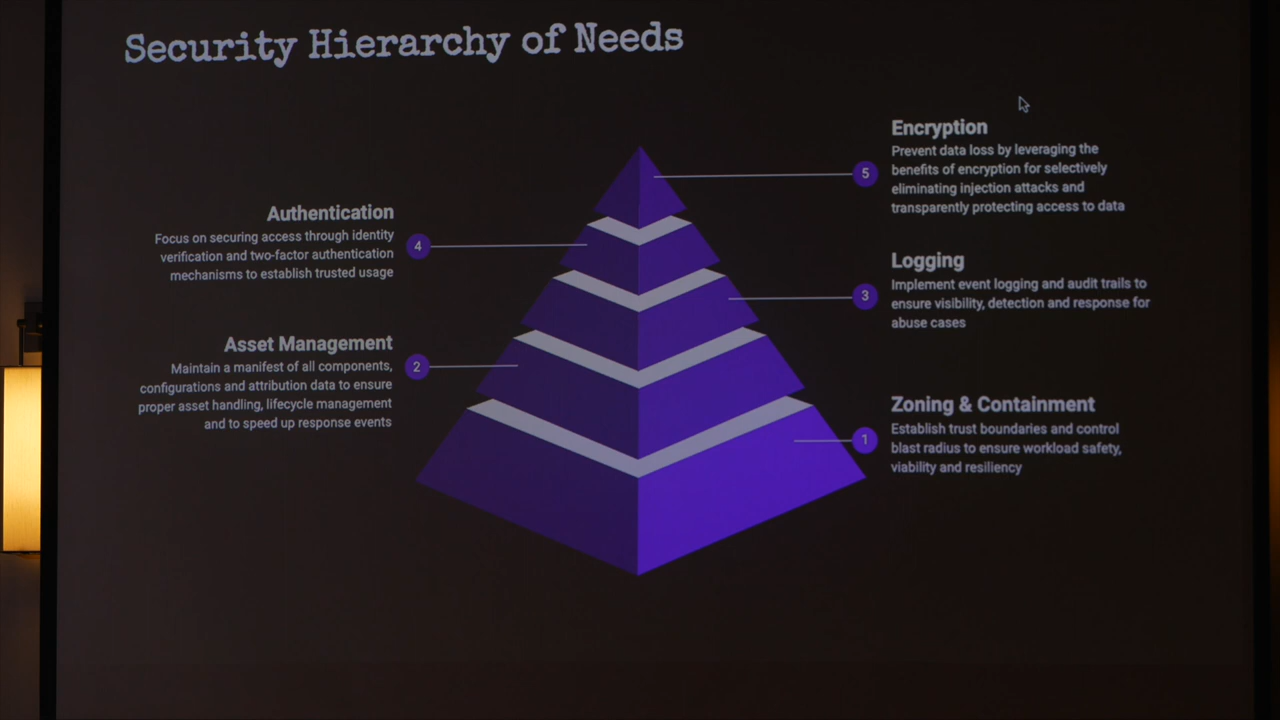 Security Hierarchy of Needs
Encryption
Prevent data loss by leveraging the
benefits of encryption for selectively
eliminating injection attacks and
transparently protecting access to data
5
Authentication
Focus on securing access through identity
verification and two-factor authentication
mechanisms to establish trusted usage
4
Logging
Implement event logging and audit trails to
ensure visibility, detection and response for
abuse cases
3
Asset Management
Maintain a manifest of all components,
configurations and attribution data to ensure
proper asset handling, lifecycle management
and to speed up response events
2
Zoning & Containment
Establish trust boundaries and control
blast radius to ensure workload safety,
viability and resiliency
1